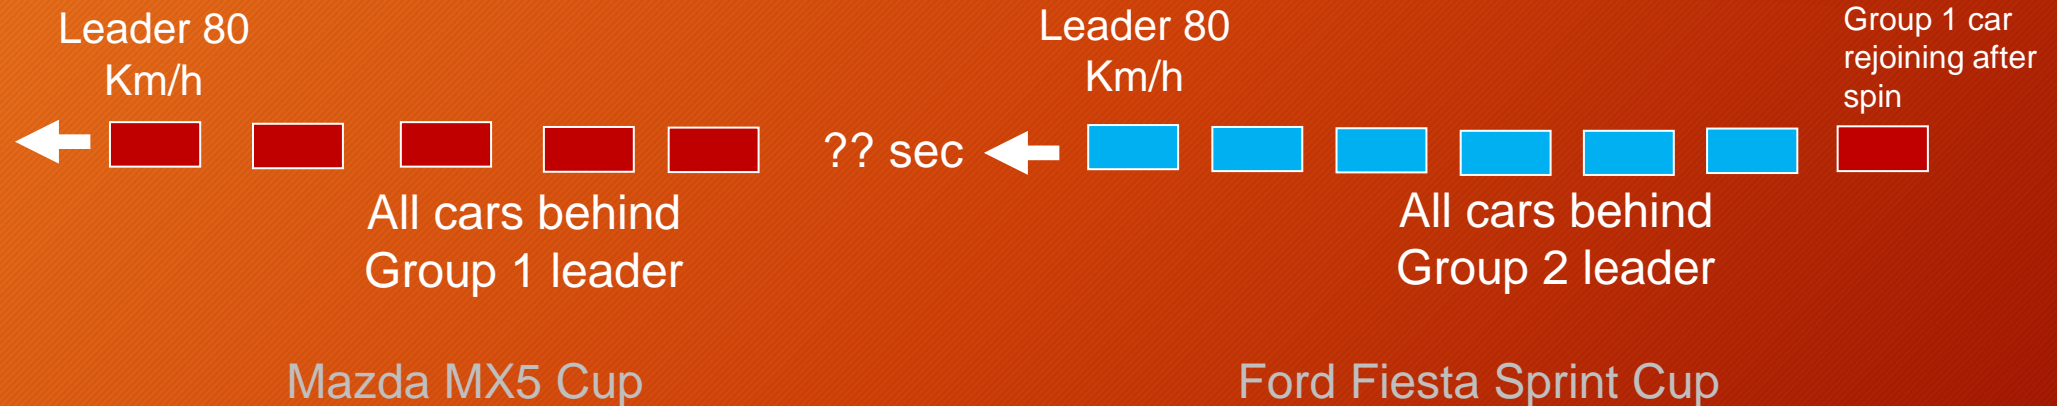 Leader 80
Km/h
All cars behind
Group 1 leader
Mazda MX5 Cup
?? sec
Leader 80
Km/h
All cars behind
Group 2 leader
Ford Fiesta Sprint Cup
Group 1 car
rejoining after
spin